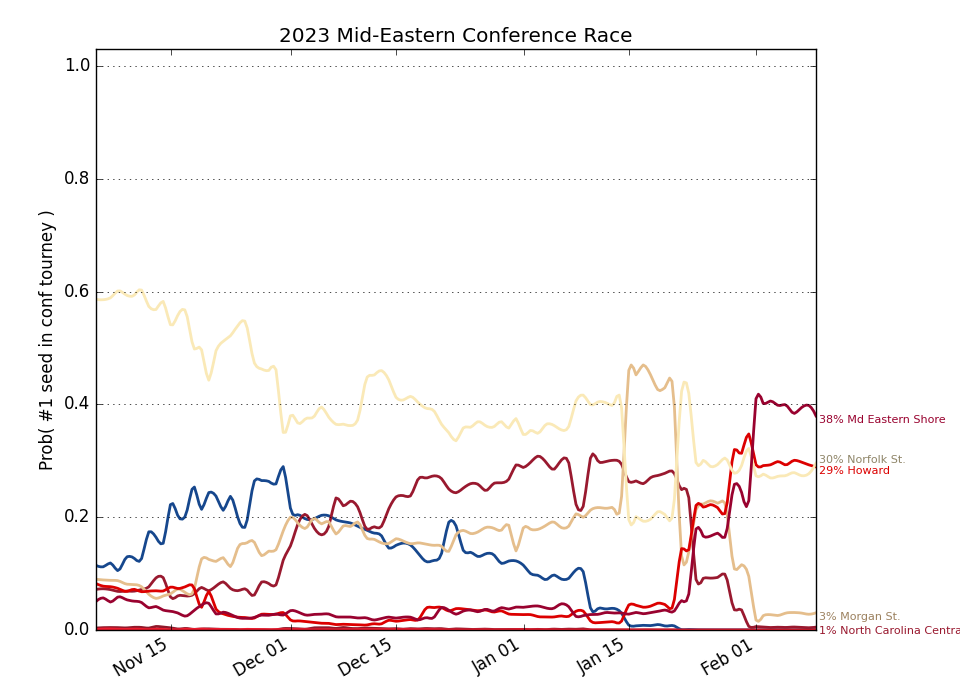 2023 Mid-Eastern Conference Race
Prob( #1 seed in conf tourney )
1.0
0.8
0.6
0.4
0.2
0.0
Nov 15
Dec 01
Dec 15
Jan 01
Jan 15
Feb 01
38% Md Eastern Shore
30% Norfolk St.
29% Howard
3% Morgan St.
1% North Carolina Centra